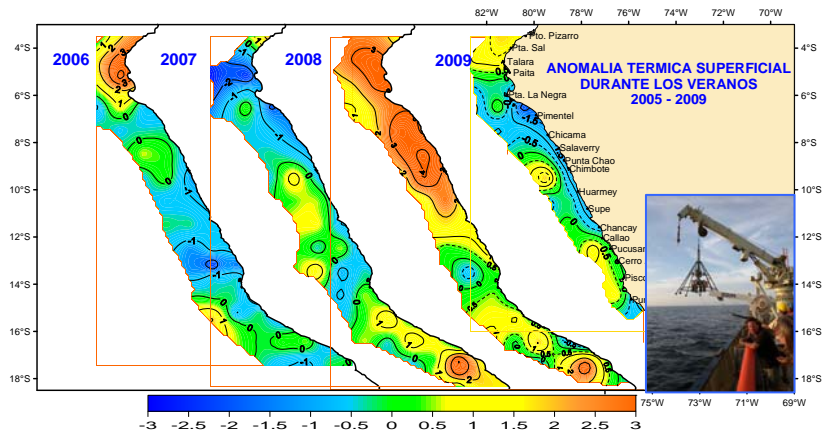 82°W 80°W 78°W 76°W 74°W 72°W 70°W
4°S
6°S
8°S
10°S
12°S
14°S
16°S
18°S
2006
2007
2008
2009
ANOMALIA TERMICA SUPERFICIAL
DURANTE LOS VERANOS
2005 - 2009
Pto. Pizarro
Pta. Sal
Talara
Paita
Pta. La Negra
Pimentel
Chicama
Salaverry
Punta Chao
Chimbote
Huarmey
Supe
Chancay
Callao
Pucusan
Cerro
Pisco
75°W 73°W 71°W 69°W
-3 -2.5 -2 -1.5 -1 -0.5 0 0.5 1 1.5 2 2.5 3